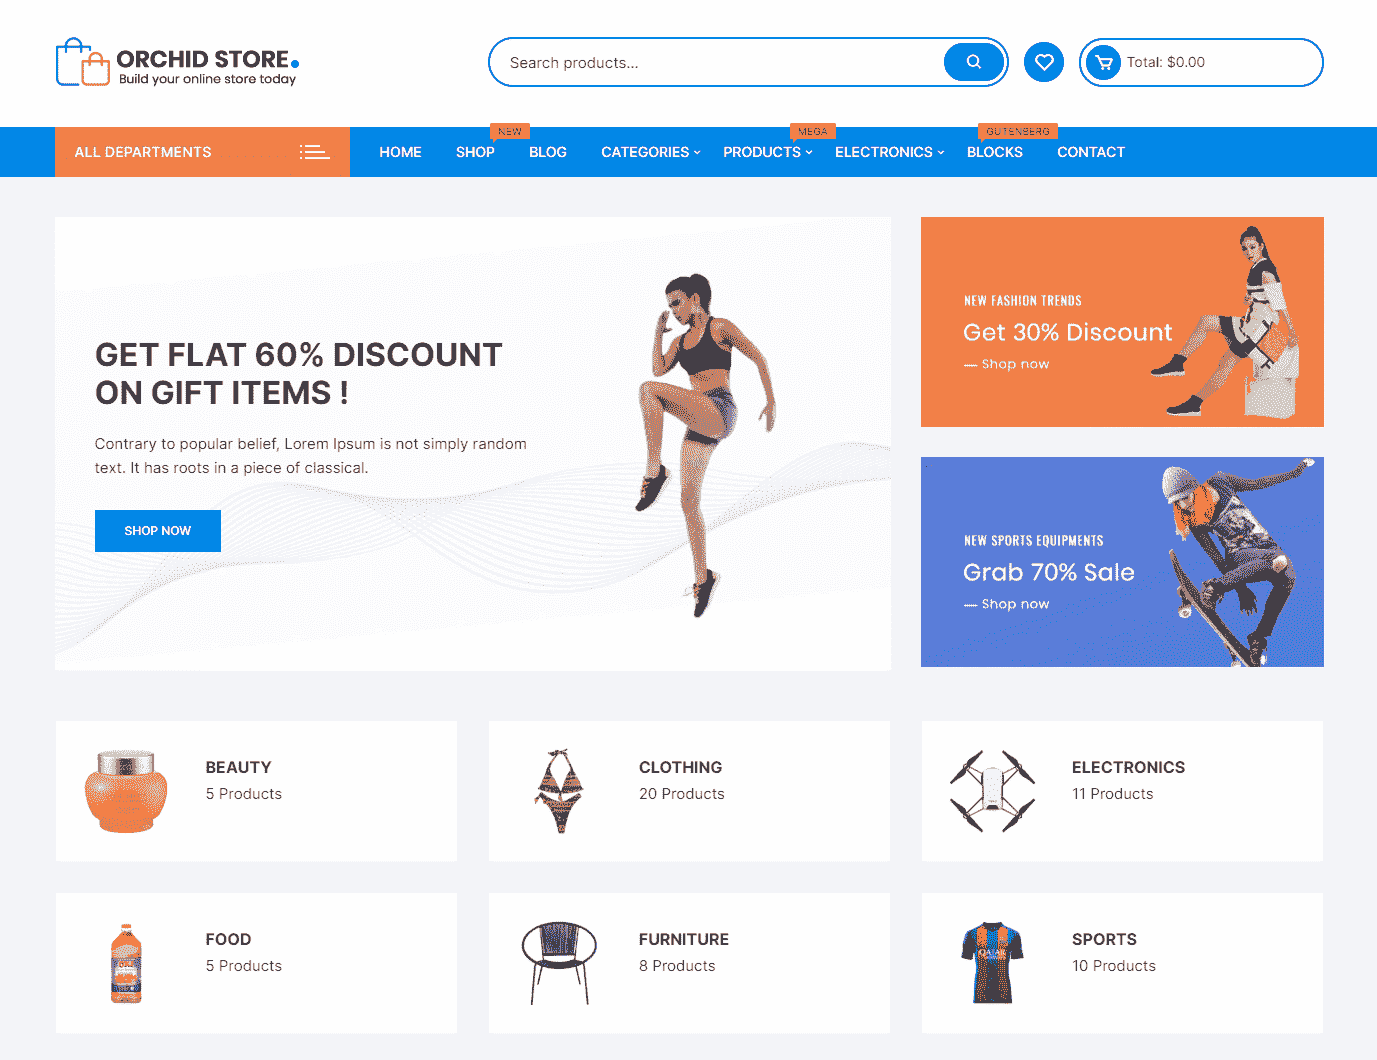 ORCHID STORE.
Build your online store today
Search products...
Total: $0.00
NEW
MEGA
GUTENBERG
ALL DEPARTMENTS
HOME
SHOP
BLOG
CATEGORIES
PRODUCTS
ELECTRONICS
BLOCKS
CONTACT
GET FLAT 60% DISCOUNT
ON GIFT ITEMS !
Contrary to popular belief, Lorem Ipsum is not simply random
text. It has roots in a piece of classical.
SHOP NOW
NEW FASHION TRENDS
Get 30% Discount
— Shop now
NEW SPORTS EQUIPMENTS
Grab 70% Sale
— Shop now
BEAUTY
5 Products
CLOTHING
20 Products
ELECTRONICS
11 Products
FOOD
5 Products
FURNITURE
8 Products
SPORTS
10 Products